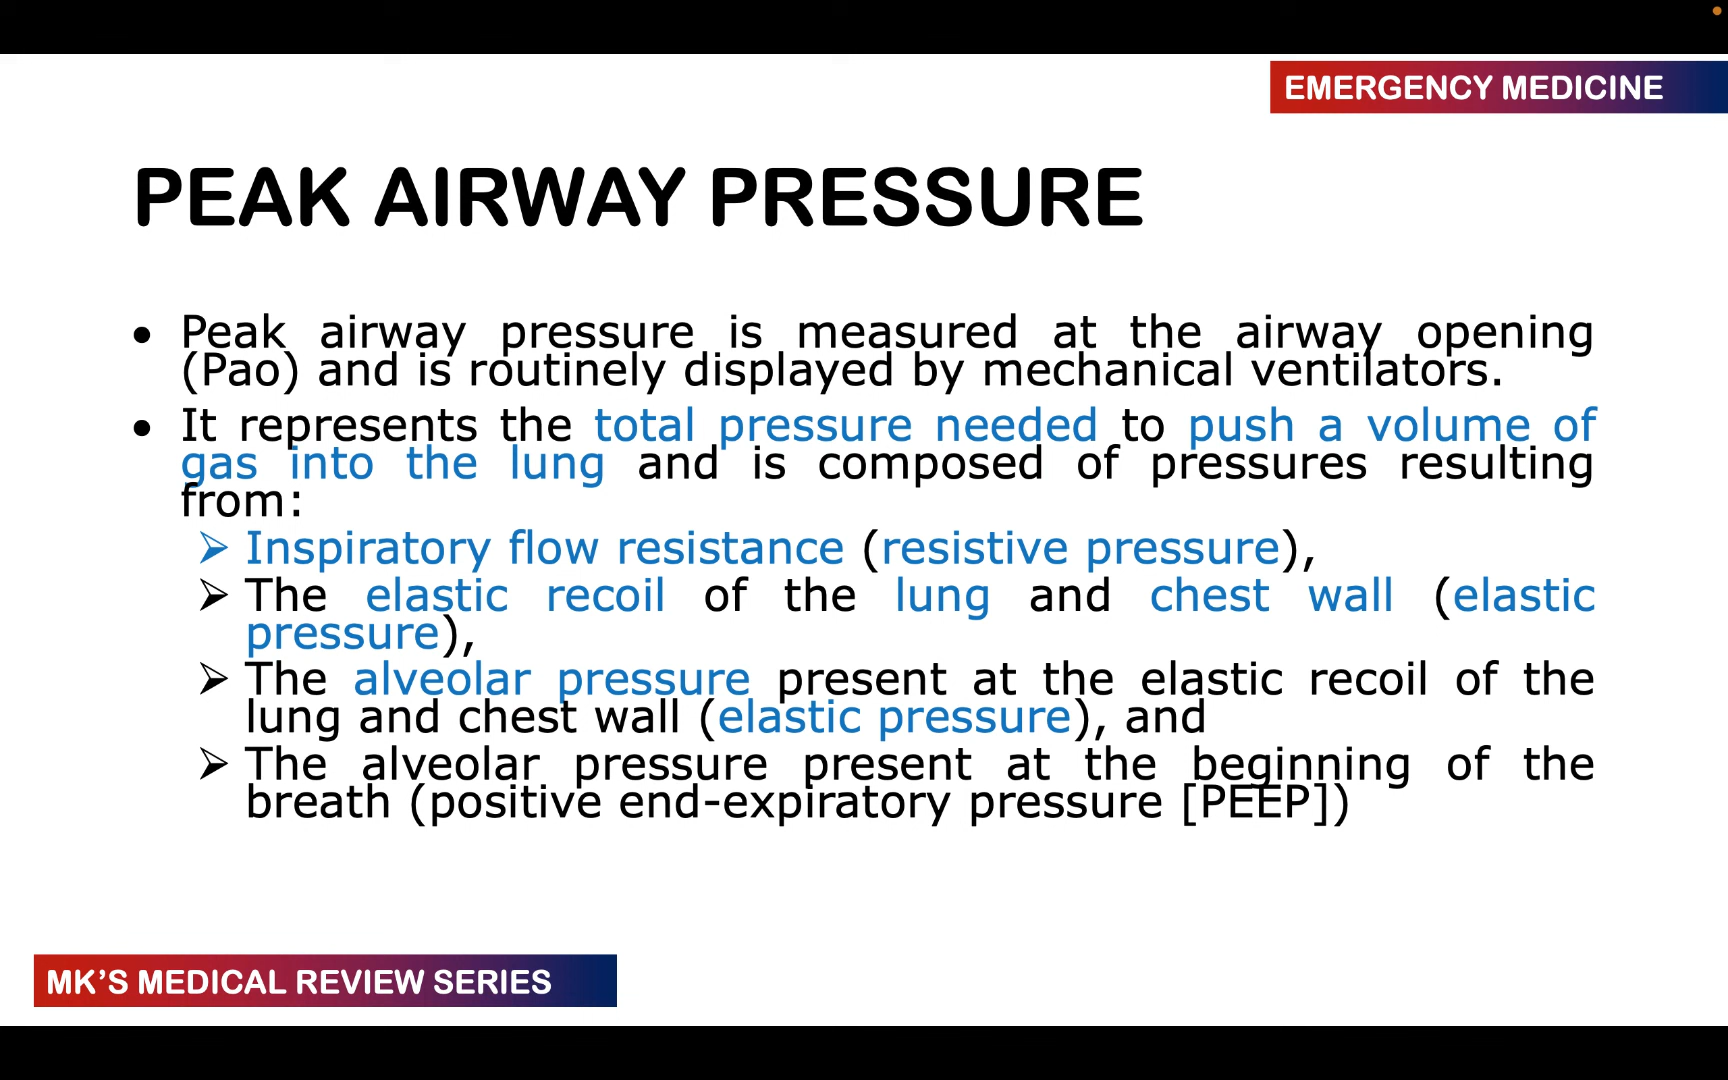 EMERGENCY MEDICINE
PEAK AIRWAY PRESSURE
• Peak airway pressure is measured at the airway opening
(Pao) and is routinely displayed by mechanical ventilators.
• It represents the total pressure needed to push a volume of
gas into the lung and is composed of pressures resulting
from:
➢ Inspiratory flow resistance (resistive pressure),
➢ The elastic recoil of the lung and chest wall (elastic
pressure),
➢ The alveolar pressure present at the elastic recoil of the
lung and chest wall (elastic pressure), and
➢ The alveolar pressure present at the beginning of the
breath (positive end-expiratory pressure [PEEP])
MK'S MEDICAL REVIEW SERIES